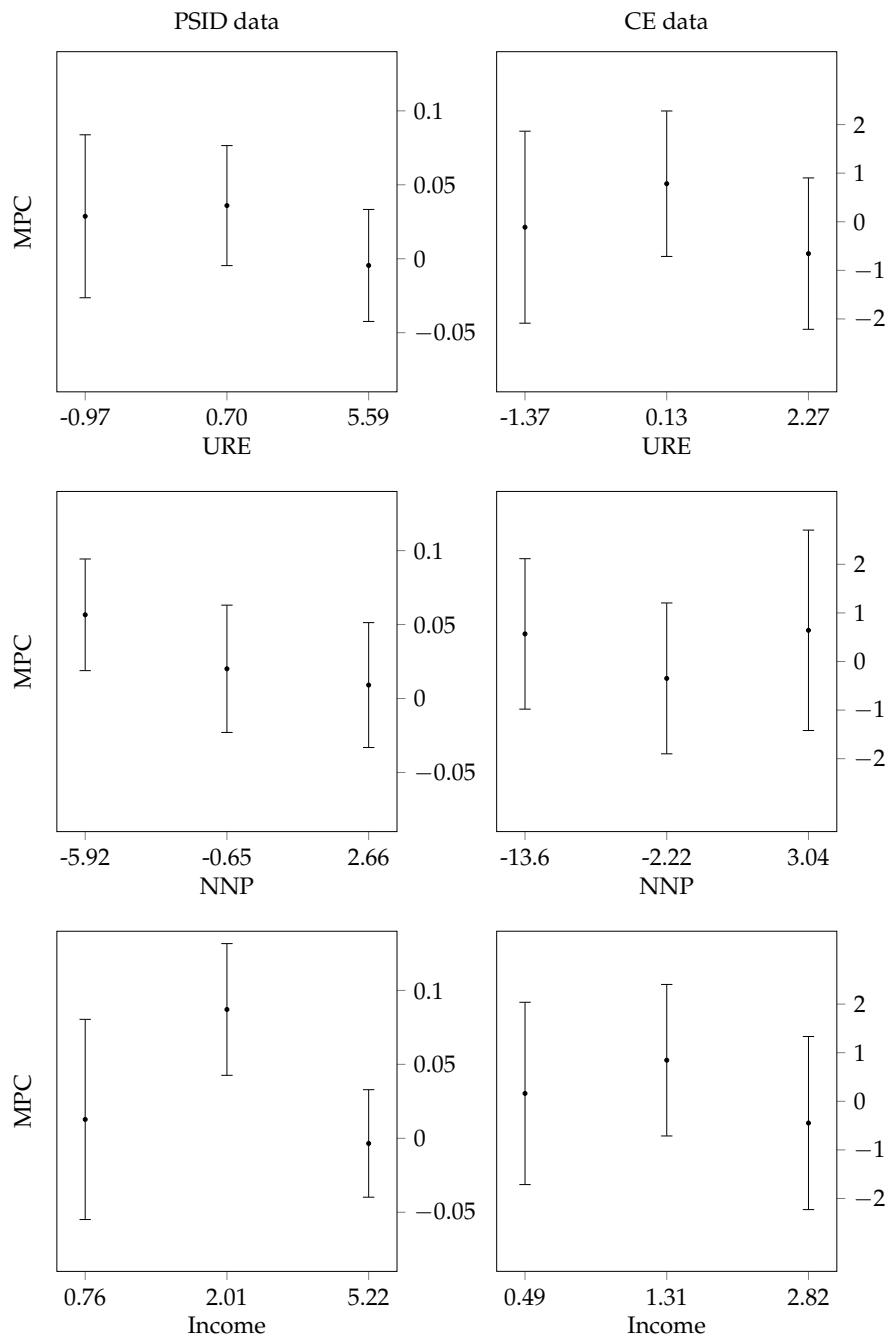 PSID data
CE data
MPC
0.1
0.05
0
−0.05
-0.97 0.70 5.59
URE
2
1
0
−1
−2
-1.37 0.13 2.27
URE
MPC
0.1
0.05
0
−0.05
-5.92 -0.65 2.66
NNP
2
1
0
−1
−2
-13.6 -2.22 3.04
NNP
MPC
0.1
0.05
0
−0.05
0.76 2.01 5.22
Income
2
1
0
−1
−2
0.49 1.31 2.82
Income